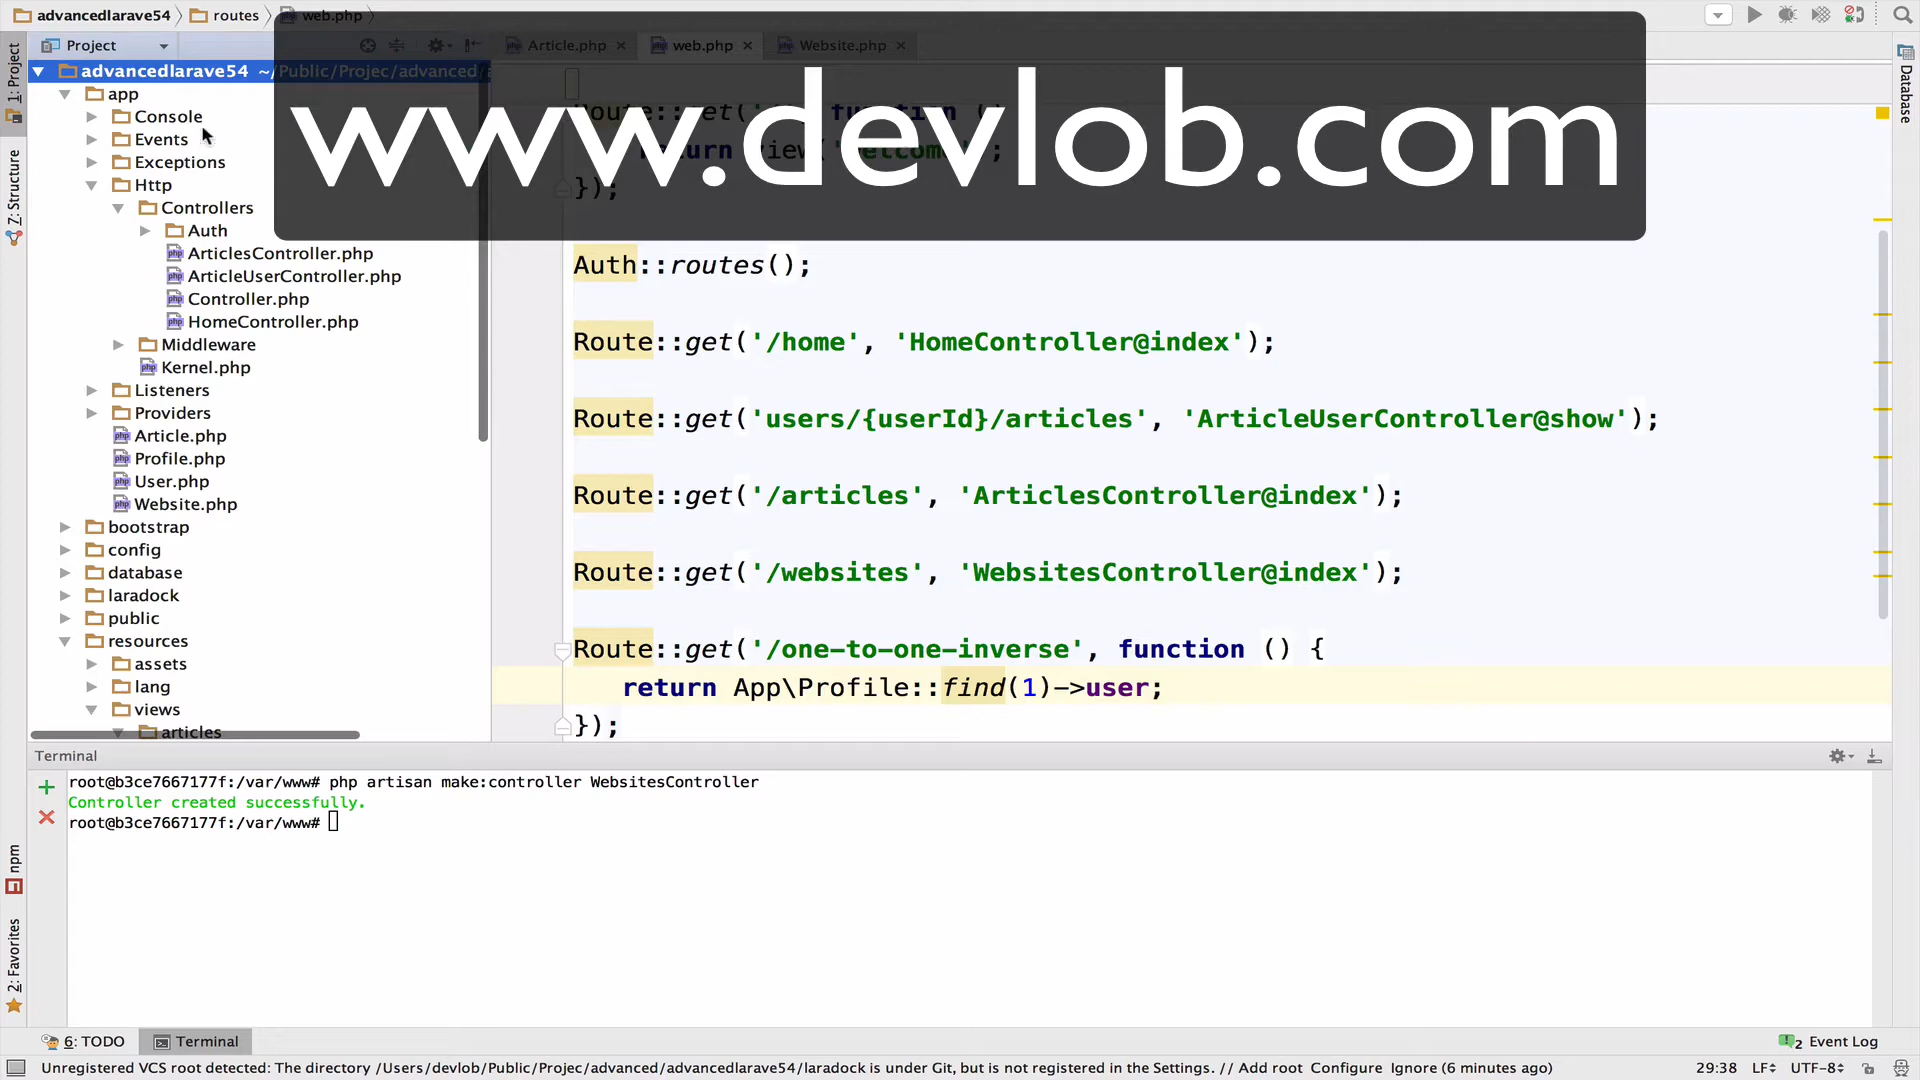 advancedlarave54 routes web.php
Project
Article.php web.php Website.php
advancedlarave54 ~/Public/Projec/advanced/a
www.devlob.com
app
Console
Events
Exceptions
Http
Controllers
Auth
ArticlesController.php
ArticleUserController.php
Controller.php
HomeController.php
Middleware
Kernel.php
Listeners
Providers
Article.php
Profile.php
User.php
Website.php
bootstrap
config
database
laradock
public
resources
assets
lang
views
articles
1: Project
Z: Structure
npm
2: Favorites
Database
function ()
return view(
});
Auth::routes();
Route::get('/home', 'HomeController@index');
Route::get('users/{userId}/articles', 'ArticleUserController@show');
Route::get('/articles', 'ArticlesController@index');
Route::get('/websites', 'WebsitesController@index');
Route::get('/one-to-one-inverse', function () {
return App\Profile::find(1)->user;
});
Terminal
root@b3ce7667177f:/var/www# php artisan make:controller WebsitesController
Controller created successfully.
root@b3ce7667177f:/var/www#
6: TODO Terminal
2 Event Log
Unregistered VCS root detected: The directory /Users/devlob/Public/Projec/advanced/advancedlarave54/laradock is under Git, but is not registered in the Settings. // Add root Configure Ignore (6 minutes ago)
29:38 LF UTF-8